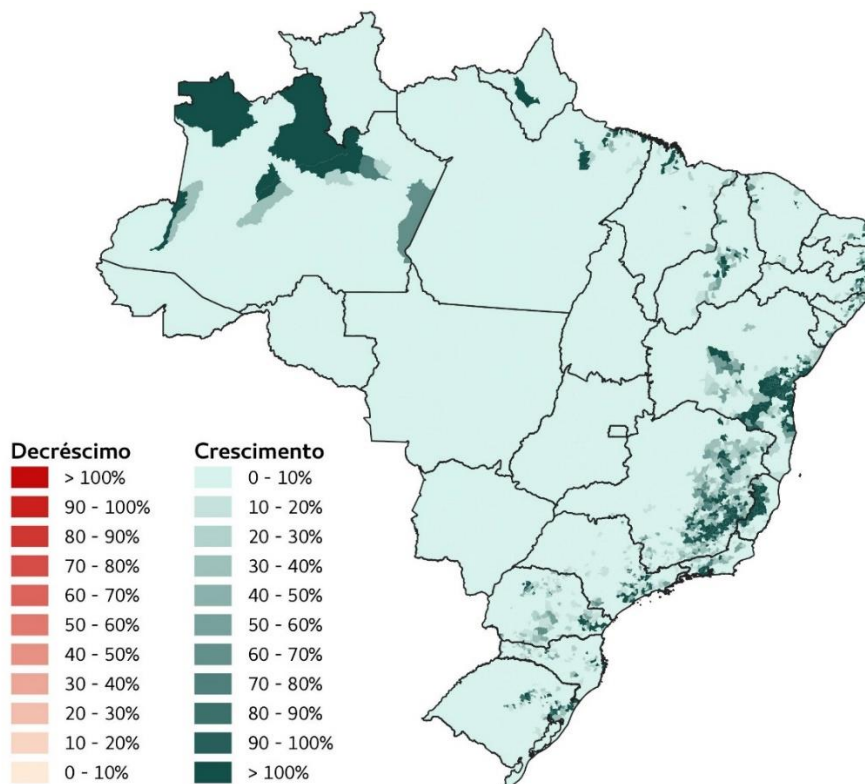 Decréscimo
> 100%
90 - 100%
80 - 90%
70 - 80%
60 - 70%
50 - 60%
40 - 50%
30 - 40%
20 - 30%
10 - 20%
0 - 10%
Crescimento
0 - 10%
10 - 20%
20 - 30%
30 - 40%
40 - 50%
50 - 60%
60 - 70%
70 - 80%
80 - 90%
90 - 100%
> 100%